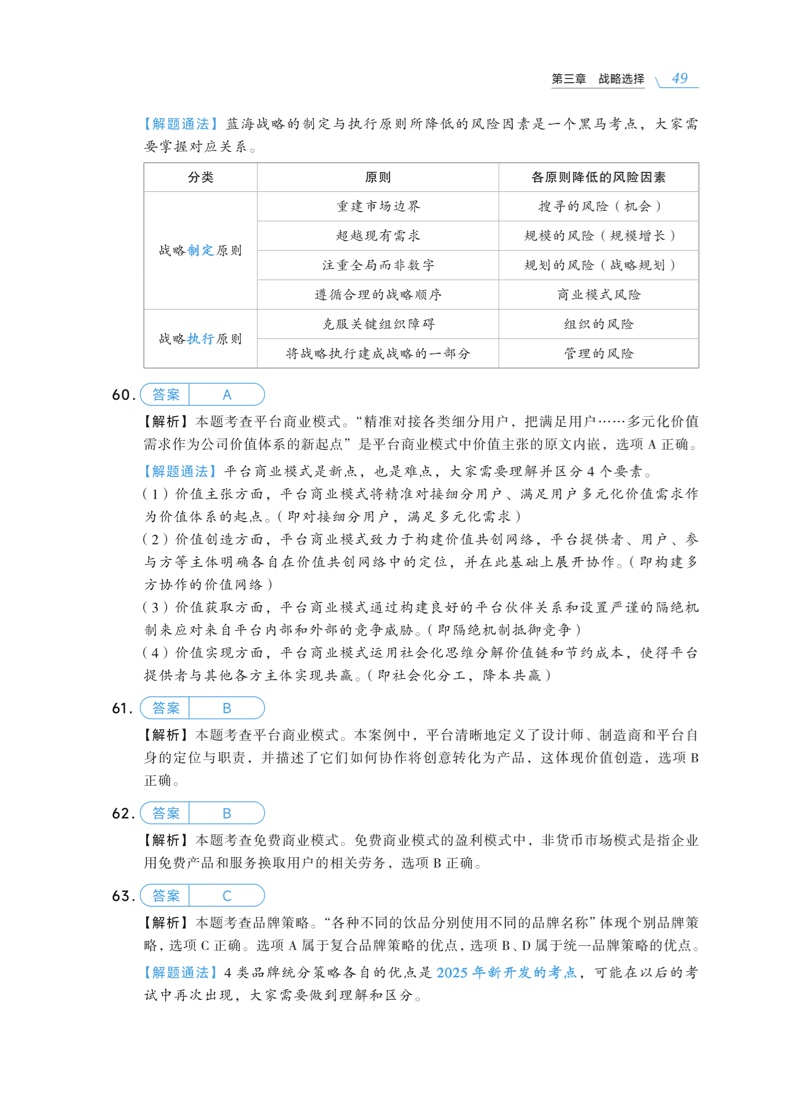 第三章 战略选择 49
【解题通法】蓝海战略的制定与执行原则所降低的风险因素是一个黑马考点，大家需
要掌握对应关系。
分类 原则 各原则降低的风险因素
战略制定原则
重建市场边界 搜寻的风险（机会）
超越现有需求 规模的风险（规模增长）
注重全局而非数字 规划的风险（战略规划）
遵循合理的战略顺序 商业模式风险
战略执行原则
克服关键组织障碍 组织的风险
将战略执行建成战略的一部分 管理的风险
60. 答案 A
【解析】本题考查平台商业模式。“精准对接各类细分用户，把满足用户……多元化价值
需求作为公司价值体系的新起点”是平台商业模式中价值主张的原文内嵌，选项 A 正确。
【解题通法】平台商业模式是新点，也是难点，大家需要理解并区分 4 个要素。
（1）价值主张方面，平台商业模式将精准对接细分用户、满足用户多元化价值需求作
为价值体系的起点。（即对接细分用户，满足多元化需求）
（2）价值创造方面，平台商业模式致力于构建价值共创网络，平台提供者、用户、参
与方等主体明确各自在价值共创网络中的定位，并在此基础上展开协作。（即构建多
方协作的价值网络）
（3）价值获取方面，平台商业模式通过构建良好的平台伙伴关系和设置严谨的隔绝机
制来应对来自平台内部和外部的竞争威胁。（即隔绝机制抵御竞争）
（4）价值实现方面，平台商业模式运用社会化思维分解价值链和节约成本，使得平台
提供者与其他各方主体实现共赢。（即社会化分工，降本共赢）
61. 答案 B
【解析】本题考查平台商业模式。本案例中，平台清晰地定义了设计师、制造商和平台自
身的定位与职责，并描述了它们如何协作将创意转化为产品，这体现价值创造，选项 B
正确。
62. 答案 B
【解析】本题考查免费商业模式。免费商业模式的盈利模式中，非货币市场模式是指企业
用免费产品和服务换取用户的相关劳务，选项 B 正确。
63. 答案 C
【解析】本题考查品牌策略。“各种不同的饮品分别使用不同的品牌名称”体现个别品牌策
略，选项 C 正确。选项 A 属于复合品牌策略的优点，选项 B、D 属于统一品牌策略的优点。
【解题通法】4 类品牌统分策略各自的优点是 2025 年新开发的考点，可能在以后的考
试中再次出现，大家需要做到理解和区分。